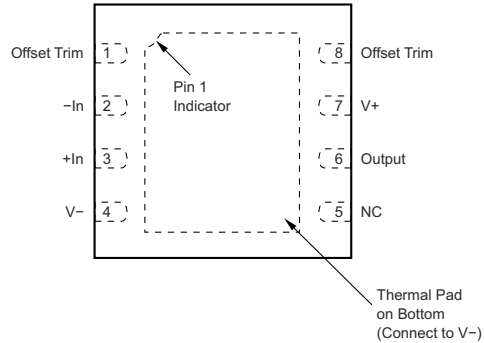 Offset Trim 1 8 Offset Trim
Pin 1
Indicator
−In 2 7 V+
+In 3 6 Output
V− 4 5 NC
Thermal Pad
on Bottom
(Connect to V−)